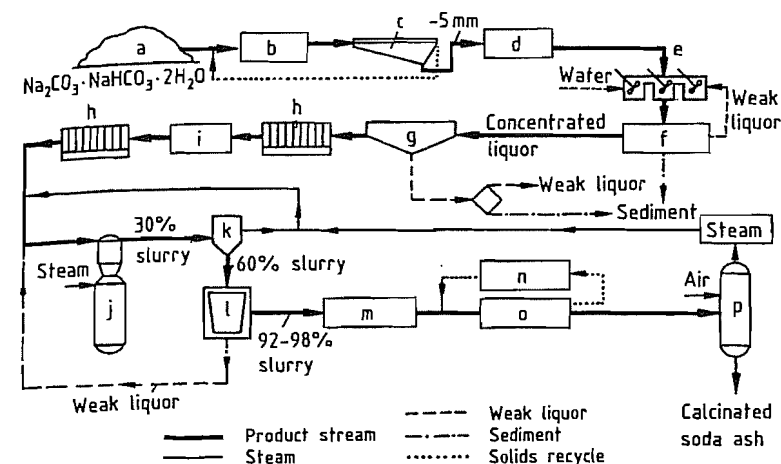 a
b
c
-5 mm
d
e
Na₂CO₃·NaHCO₃·2H₂O
Water
Weak
liquor
h
i
h
g
Concentrated
liquor
f
Weak liquor
Sediment
Steam
30%
slurry
k
60% slurry
Steam
j
l
92-98%
slurry
m
n
o
Air
p
Weak liquor
Calcinated
soda ash
Product stream
Steam
Weak liquor
Sediment
Solids recycle